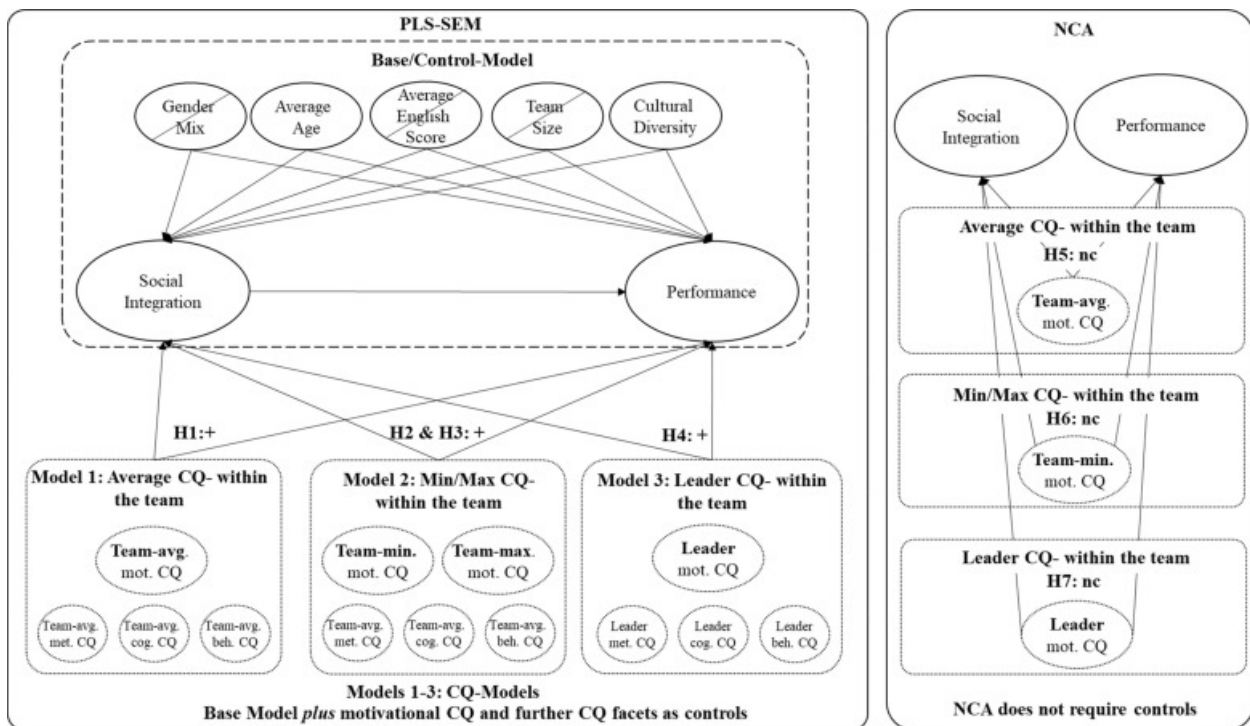 PLS-SEM
Base/Control-Model
Gender
Mix
Average
Age
Average
English
Score
Team
Size
Cultural
Diversity
Social
Integration
Performance
H1:+
H2 & H3: +
H4: +
Model 1: Average CQ- within
the team
Team-avg.
mot. CQ
Team-avg.
met. CQ
Team-avg.
cog. CQ
Team-avg.
beh. CQ
Model 2: Min/Max CQ-
within the team
Team-min.
mot. CQ
Team-max.
mot. CQ
Team-avg.
met. CQ
Team-avg.
cog. CQ
Team-avg.
beh. CQ
Model 3: Leader CQ- within
the team
Leader
mot. CQ
Leader
met. CQ
Leader
cog. CQ
Leader
beh. CQ
Models 1-3: CQ-Models
Base Model plus motivational CQ and further CQ facets as controls
NCA
Social
Integration
Performance
Average CQ- within the team
H5: nc
Team-avg.
mot. CQ
Min/Max CQ- within the team
H6: nc
Team-min.
mot. CQ
Leader CQ- within the team
H7: nc
Leader
mot. CQ
NCA does not require controls